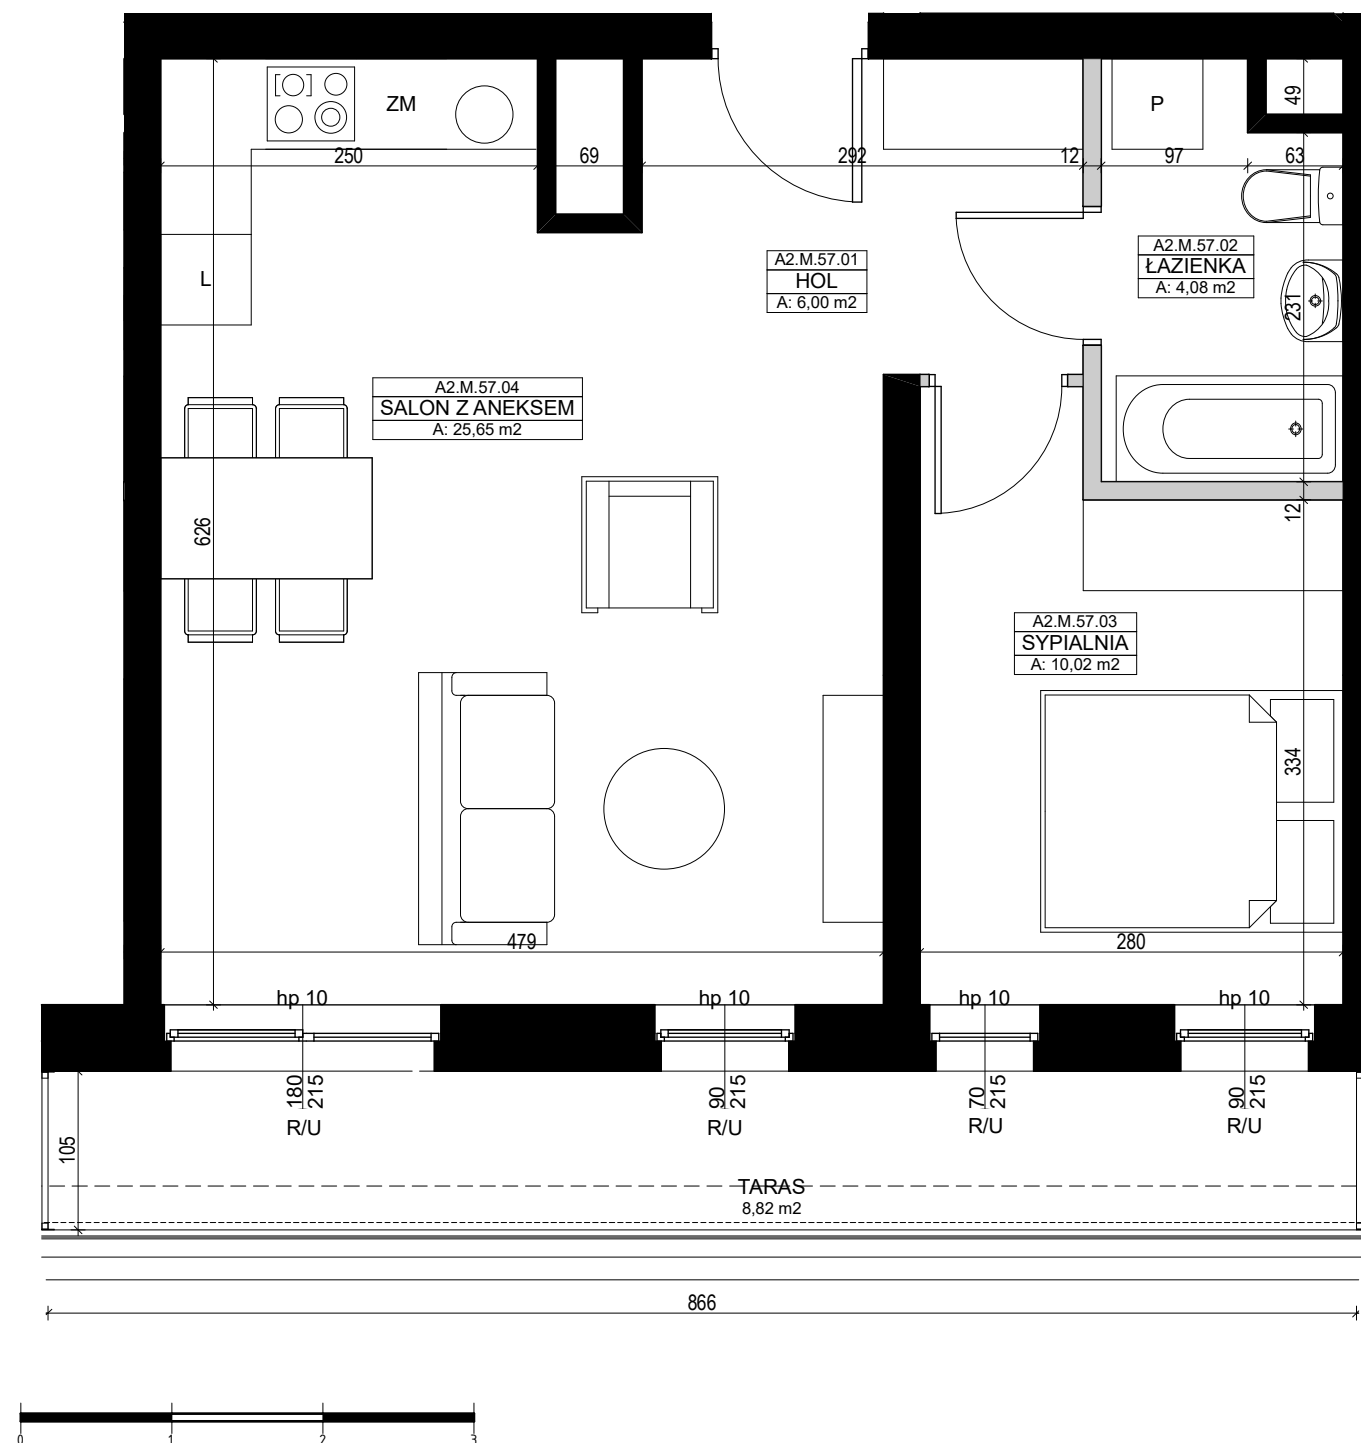 ZM
P
49
250
69
292
12
97
63
A2.M.57.01
HOL
A: 6,00 m2
A2.M.57.02
ŁAZIENKA
A: 4,08 m2
L
231
A2.M.57.04
SALON Z ANEKSEM
A: 25,65 m2
626
12
A2.M.57.03
SYPIALNIA
A: 10,02 m2
334
479
280
hp 10
hp 10
hp 10
hp 10
180
215
R/U
90
215
R/U
70
215
R/U
90
215
R/U
105
TARAS
8,82 m2
866
0 1 2 3